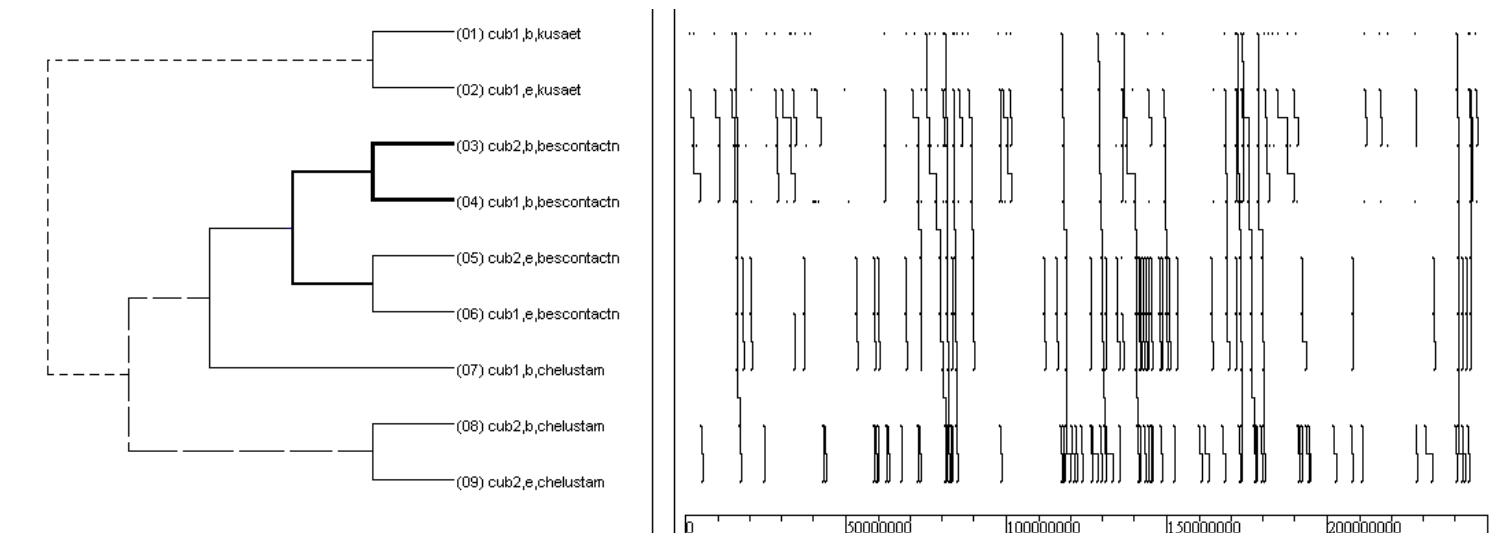 (01) cub1,b,kusaet
(02) cub1,e,kusaet
(03) cub2,b,bescontactn
(04) cub1,b,bescontactn
(05) cub2,e,bescontactn
(06) cub1,e,bescontactn
(07) cub1,b,chelustam
(08) cub2,b,chelustam
(09) cub2,e,chelustam
0 50000000 100000000 150000000 200000000